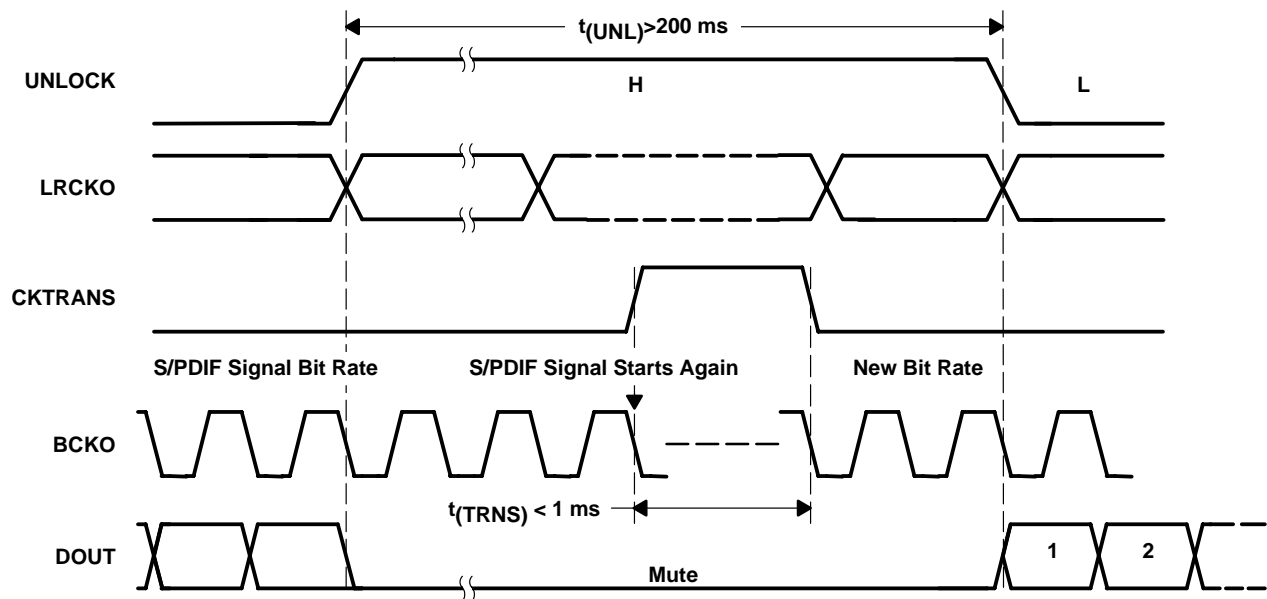 t(UNL)>200 ms
UNLOCK
H
L
LRCKO
CKTRANS
S/PDIF Signal Bit Rate
S/PDIF Signal Starts Again
New Bit Rate
BCKO
t(TRNS) < 1 ms
DOUT
1
2
Mute